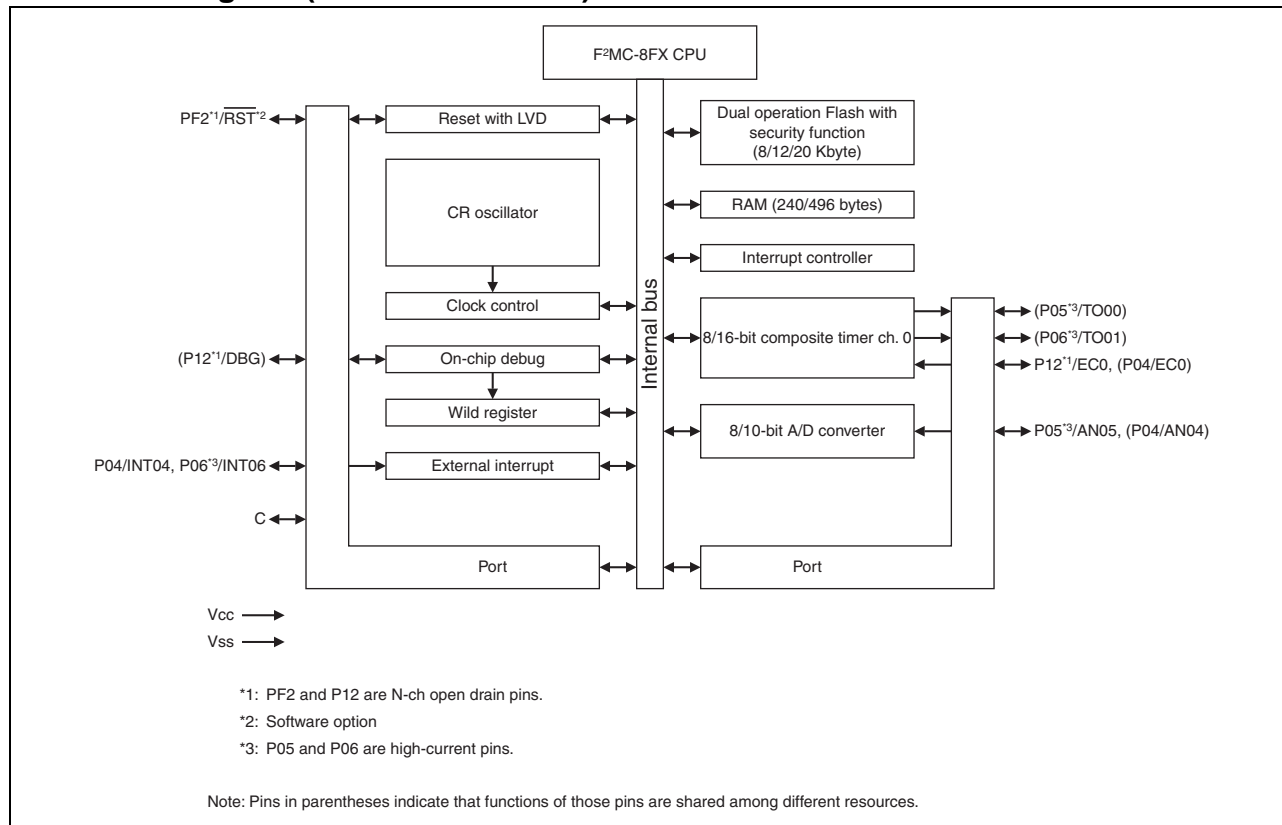 F²MC-8FX CPU
PF2*1/RST*2
Reset with LVD
Dual operation Flash with
security function
(8/12/20 Kbyte)
CR oscillator
RAM (240/496 bytes)
Interrupt controller
Clock control
Internal bus
8/16-bit composite timer ch. 0
(P05*3/TO00)
(P06*3/TO01)
P12*1/EC0, (P04/EC0)
(P12*1/DBG)
On-chip debug
Wild register
8/10-bit A/D converter
P05*3/AN05, (P04/AN04)
P04/INT04, P06*3/INT06
External interrupt
C
Port
Port
Vcc
Vss
*1: PF2 and P12 are N-ch open drain pins.
*2: Software option
*3: P05 and P06 are high-current pins.
Note: Pins in parentheses indicate that functions of those pins are shared among different resources.